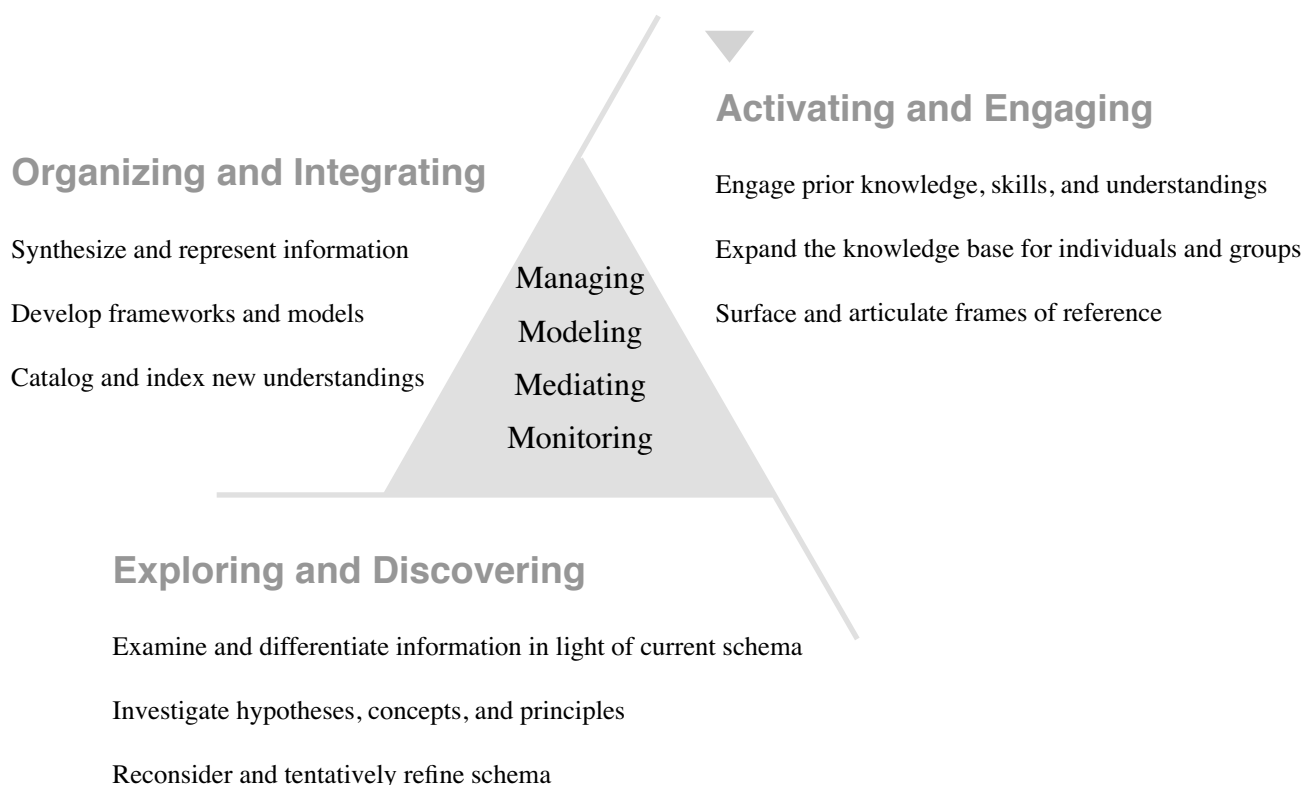 Activating and Engaging
Engage prior knowledge, skills, and understandings
Expand the knowledge base for individuals and groups
Surface and articulate frames of reference
Organizing and Integrating
Synthesize and represent information
Develop frameworks and models
Catalog and index new understandings
Managing
Modeling
Mediating
Monitoring
Exploring and Discovering
Examine and differentiate information in light of current schema
Investigate hypotheses, concepts, and principles
Reconsider and tentatively refine schema